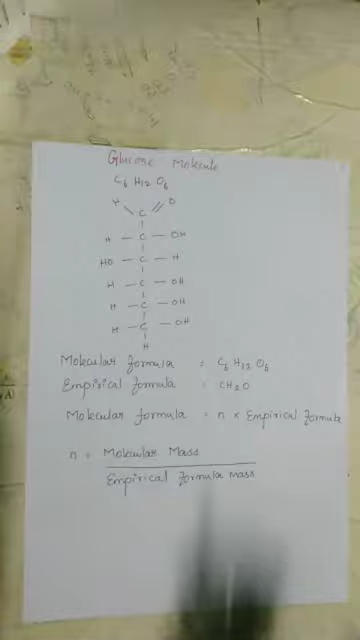 Glucose Molecule
C6 H12 O6
H O
C
H - C - OH
HO - C - H
H - C - OH
H - C - OH
H - C - OH
H
Molecular formula = C6 H12 O6
Empirical formula = CH2O
Molecular formula = n x Empirical formula
n = Molecular Mass
Empirical formula mass